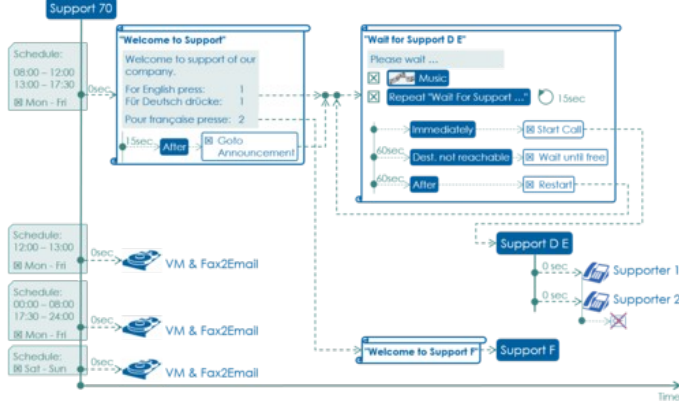 Support 70
Schedule:
08:00 – 12:00
13:00 – 17:30
Mon - Fri
0sec
"Welcome to Support"
Welcome to support of our
company.
For English press: 1
Für Deutsch drücke: 1
Pour française presse: 2
15sec
After
Goto
Announcement
"Wait for Support D E"
Please wait ...
Music
Repeat "Wait For Support ..."
15sec
Immediately
Start Call
60sec
Dest. not reachable
Wait until free
60sec
After
Restart
Schedule:
12:00 – 13:00
Mon - Fri
0sec
VM & Fax2Email
Support D E
0 sec
Supporter 1
0 sec
Supporter 2
Schedule:
00:00 – 08:00
17:30 – 24:00
Mon - Fri
0sec
VM & Fax2Email
"Welcome to Support F"
Support F
Schedule:
Sat - Sun
0sec
VM & Fax2Email
Time